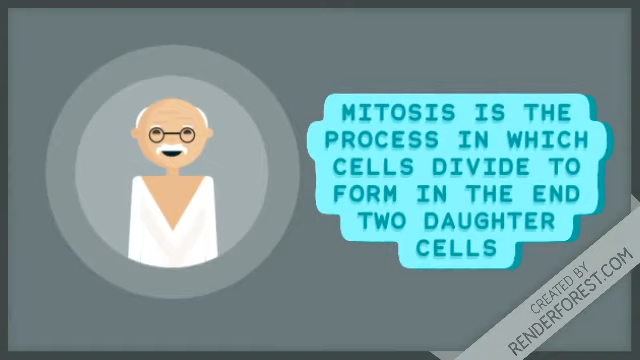 MITOSIS IS THE
PROCESS IN WHICH
CELLS DIVIDE TO
FORM IN THE END
TWO DAUGHTER
CELLS
CREATED BY
RENDERFOREST.COM